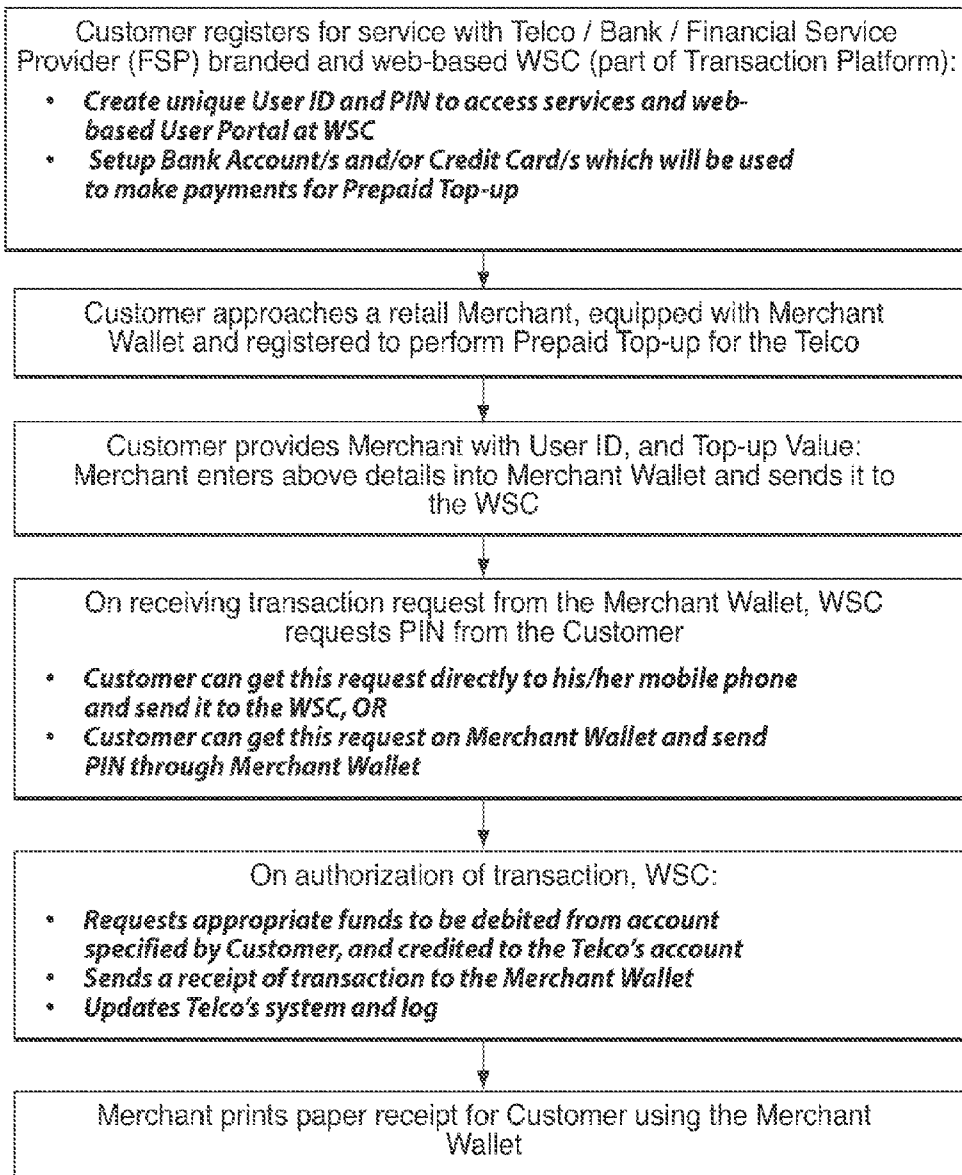 Customer registers for service with Telco / Bank / Financial Service
Provider (FSP) branded and web-based WSC (part of Transaction Platform):
• Create unique User ID and PIN to access services and web-
based User Portal at WSC
• Setup Bank Account/s and/or Credit Card/s which will be used
to make payments for Prepaid Top-up
Customer approaches a retail Merchant, equipped with Merchant
Wallet and registered to perform Prepaid Top-up for the Telco
Customer provides Merchant with User ID, and Top-up Value:
Merchant enters above details into Merchant Wallet and sends it to
the WSC
On receiving transaction request from the Merchant Wallet, WSC
requests PIN from the Customer
• Customer can get this request directly to his/her mobile phone
and send it to the WSC, OR
• Customer can get this request on Merchant Wallet and send
PIN through Merchant Wallet
On authorization of transaction, WSC:
• Requests appropriate funds to be debited from account
specified by Customer, and credited to the Telco's account
• Sends a receipt of transaction to the Merchant Wallet
• Updates Telco's system and log
Merchant prints paper receipt for Customer using the Merchant
Wallet